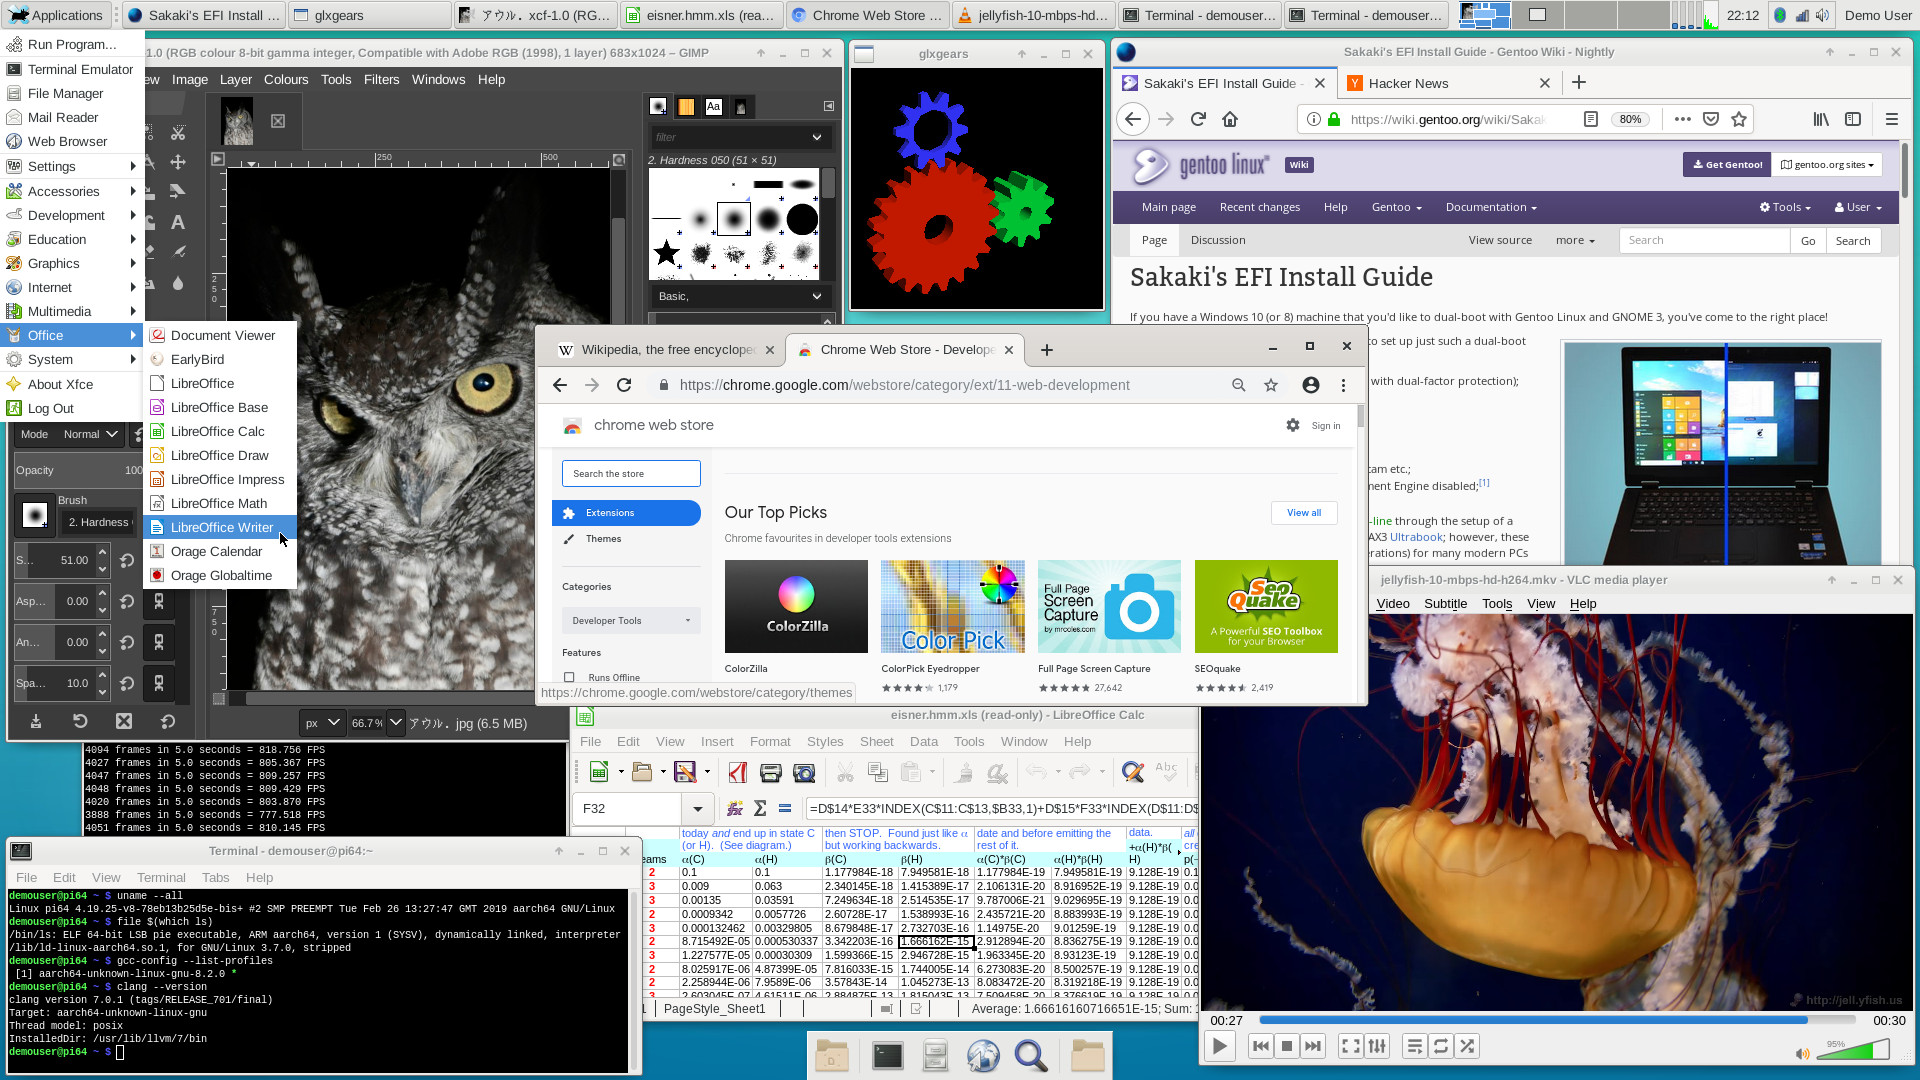 Applications
Sakaki's EFI Install ...
glxgears
アウル. xcf-1.0 (RG...
eisner.hmm.xls (rea...
Chrome Web Store ...
jellyfish-10-mbps-hd...
Terminal - demouser...
Terminal - demouser...
22:12
Demo User
Run Program...
Terminal Emulator
File Manager
Mail Reader
Web Browser
Settings
Accessories
Development
Education
Graphics
Internet
Multimedia
Office
System
About Xfce
Log Out
Document Viewer
EarlyBird
LibreOffice
LibreOffice Base
LibreOffice Calc
LibreOffice Draw
LibreOffice Impress
LibreOffice Math
LibreOffice Writer
Orage Calendar
Orage Globaltime
1.0 (RGB colour 8-bit gamma integer, Compatible with Adobe RGB (1998), 1 layer) 683x1024 – GIMP
Image Layer Colours Tools Filters Windows Help
250
500
filter
2. Hardness 050 (51 × 51)
Basic,
Mode Normal
Opacity 100
Brush
2. Hardness
S... 51.00
Asp... 0.00
An... 0.00
Spa... 10.0
px
66.7%
アウル. jpg (6.5 MB)
glxgears
Sakaki's EFI Install Guide - Gentoo Wiki - Nightly
Sakaki's EFI Install Guide -
Hacker News
https://wiki.gentoo.org/wiki/Sakak
80%
gentoo linux
Wiki
Get Gentoo!
gentoo.org sites
Main page Recent changes Help Gentoo Documentation Tools User
Page Discussion View source more Search Go Search
Sakaki's EFI Install Guide
If you have a Windows 10 (or 8) machine that you'd like to dual-boot with Gentoo Linux and GNOME 3, you've come to the right place!
to set up just such a dual-boot
with dual-factor protection);
am etc.;
ment Engine disabled;[1]
-line through the setup of a
AX3 Ultrabook; however, these
erations) for many modern PCs
Wikipedia, the free encyclope
Chrome Web Store - Develope
https://chrome.google.com/webstore/category/ext/11-web-development
chrome web store
Sign in
Search the store
Extensions
Themes
Categories
Developer Tools
Features
Runs Offline
https://chrome.google.com/webstore/category/themes
Our Top Picks
View all
Chrome favourites in developer tools extensions
ColorZilla
Color Pick
Full Page
Screen
Capture
by mrcoles.com
Seo
Quake
A Powerful SEO Toolbox
for your Browser
ColorZilla
ColorPick Eyedropper
1,179
Full Page Screen Capture
27,642
SEOquake
2,419
4094 frames in 5.0 seconds = 818.756 FPS
4027 frames in 5.0 seconds = 805.367 FPS
4047 frames in 5.0 seconds = 809.257 FPS
4048 frames in 5.0 seconds = 809.429 FPS
4020 frames in 5.0 seconds = 803.870 FPS
3888 frames in 5.0 seconds = 777.518 FPS
4051 frames in 5.0 seconds = 810.145 FPS
Terminal - demouser@pi64:~
File Edit View Terminal Tabs Help
demouser@pi64 ~ $ uname --all
Linux pi64 4.19.25-v8-78eb13b25d5e-bis+ #2 SMP PREEMPT Tue Feb 26 13:27:47 GMT 2019 aarch64 GNU/Linux
demouser@pi64 ~ $ file $(which ls)
/bin/ls: ELF 64-bit LSB pie executable, ARM aarch64, version 1 (SYSV), dynamically linked, interpreter
/lib/ld-linux-aarch64.so.1, for GNU/Linux 3.7.0, stripped
demouser@pi64 ~ $ gcc-config --list-profiles
[1] aarch64-unknown-linux-gnu-8.2.0 *
demouser@pi64 ~ $ clang --version
clang version 7.0.1 (tags/RELEASE_701/final)
Target: aarch64-unknown-linux-gnu
Thread model: posix
InstalledDir: /usr/lib/llvm/7/bin
demouser@pi64 ~ $
eisner.hmm.xls (read-only) - LibreOffice Calc
File Edit View Insert Format Styles Sheet Data Tools Window Help
F32
=D$14*E33*INDEX(C$11:C$13,$B33,1)+D$15*F33*INDEX(D$11:D$
today and end up in state C then STOP. Found just like α date and before emitting the data. all
(or H). (See diagram.) but working backwards. rest of it. +α(H)*β( cre
eams α(C) α(H) β(C) β(H) α(C)*β(C) α(H)*β(H) H) p(
2 0.1 0.1 1.177984E-18 7.949581E-18 1.177984E-19 7.949581E-19 9.128E-19 0.1
3 0.009 0.063 2.340145E-18 1.415389E-17 2.106131E-20 8.916952E-19 9.128E-19 0.0
3 0.00135 0.03591 7.249634E-18 2.514535E-17 9.787006E-21 9.029695E-19 9.128E-19 0.0
2 0.0009342 0.0057726 2.60728E-17 1.538993E-16 2.435721E-20 8.883993E-19 9.128E-19 0.0
3 0.000132462 0.00329805 8.679848E-17 2.732703E-16 1.14975E-20 9.01259E-19 9.128E-19 0.0
2 8.715492E-05 0.000530337 3.342203E-16 1.666162E-15 2.912894E-20 8.836275E-19 9.128E-19 0.0
3 1.227577E-05 0.00030309 1.599366E-15 2.946728E-15 1.963345E-20 8.93123E-19 9.128E-19 0.0
2 8.025917E-06 4.87399E-05 7.816033E-15 1.744005E-14 6.273083E-20 8.500257E-19 9.128E-19 0.0
2 2.258944E-06 7.9589E-06 3.57843E-14 1.045273E-13 8.083472E-20 8.319218E-19 9.128E-19 0.0
3 2.603045E-07 4.61511E-06 2.884875E-13 1.815043E-13 7.509458E-20 8.376619E-19 9.128E-19 0.0
PageStyle_Sheet1
Average: 1.66616160716651E-15; Sum:
jellyfish-10-mbps-hd-h264.mkv - VLC media player
Video Subtitle Tools View Help
http://jell.yfish.us
00:27
00:30
95%